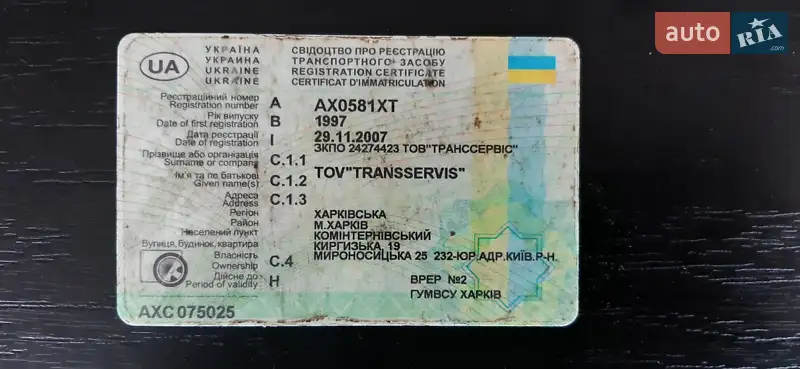 auto RIA
УКРАЇНА
УКРАИНА
UKRAINE
UKRAINE
UA
СВІДОЦТВО ПРО РЕЄСТРАЦІЮ
ТРАНСПОРТНОГО ЗАСОБУ
REGISTRATION CERTIFICATE
CERTIFICAT D'IMMATRICULATION
Реєстраційний номер
Registration number A AX0581XT
Рік випуску
Date of first registration B 1997
Дата реєстрації
Date of registration I 29.11.2007
ЗКПО 24274423 ТОВ"ТРАНССЕРВІС"
Прізвище або організація
Surname or company C.1.1
Ім'я та по батькові
Given name(s) C.1.2 TOV"TRANSSERVIS"
Адреса
Address C.1.3
Регіон ХАРКІВСЬКА
Район М.ХАРКІВ
Населений пункт КОМІНТЕРНІВСЬКИЙ
Вулиця, будинок, квартира КИРГИЗЬКА, 19
Власність
Ownership C.4 МИРОНОСИЦЬКА 25 232-ЮР.АДР.КИЇВ.Р-Н.
Дійсне до
Period of validity H
ВРЕР №2
ГУМВСУ ХАРКІВ
АХС 075025